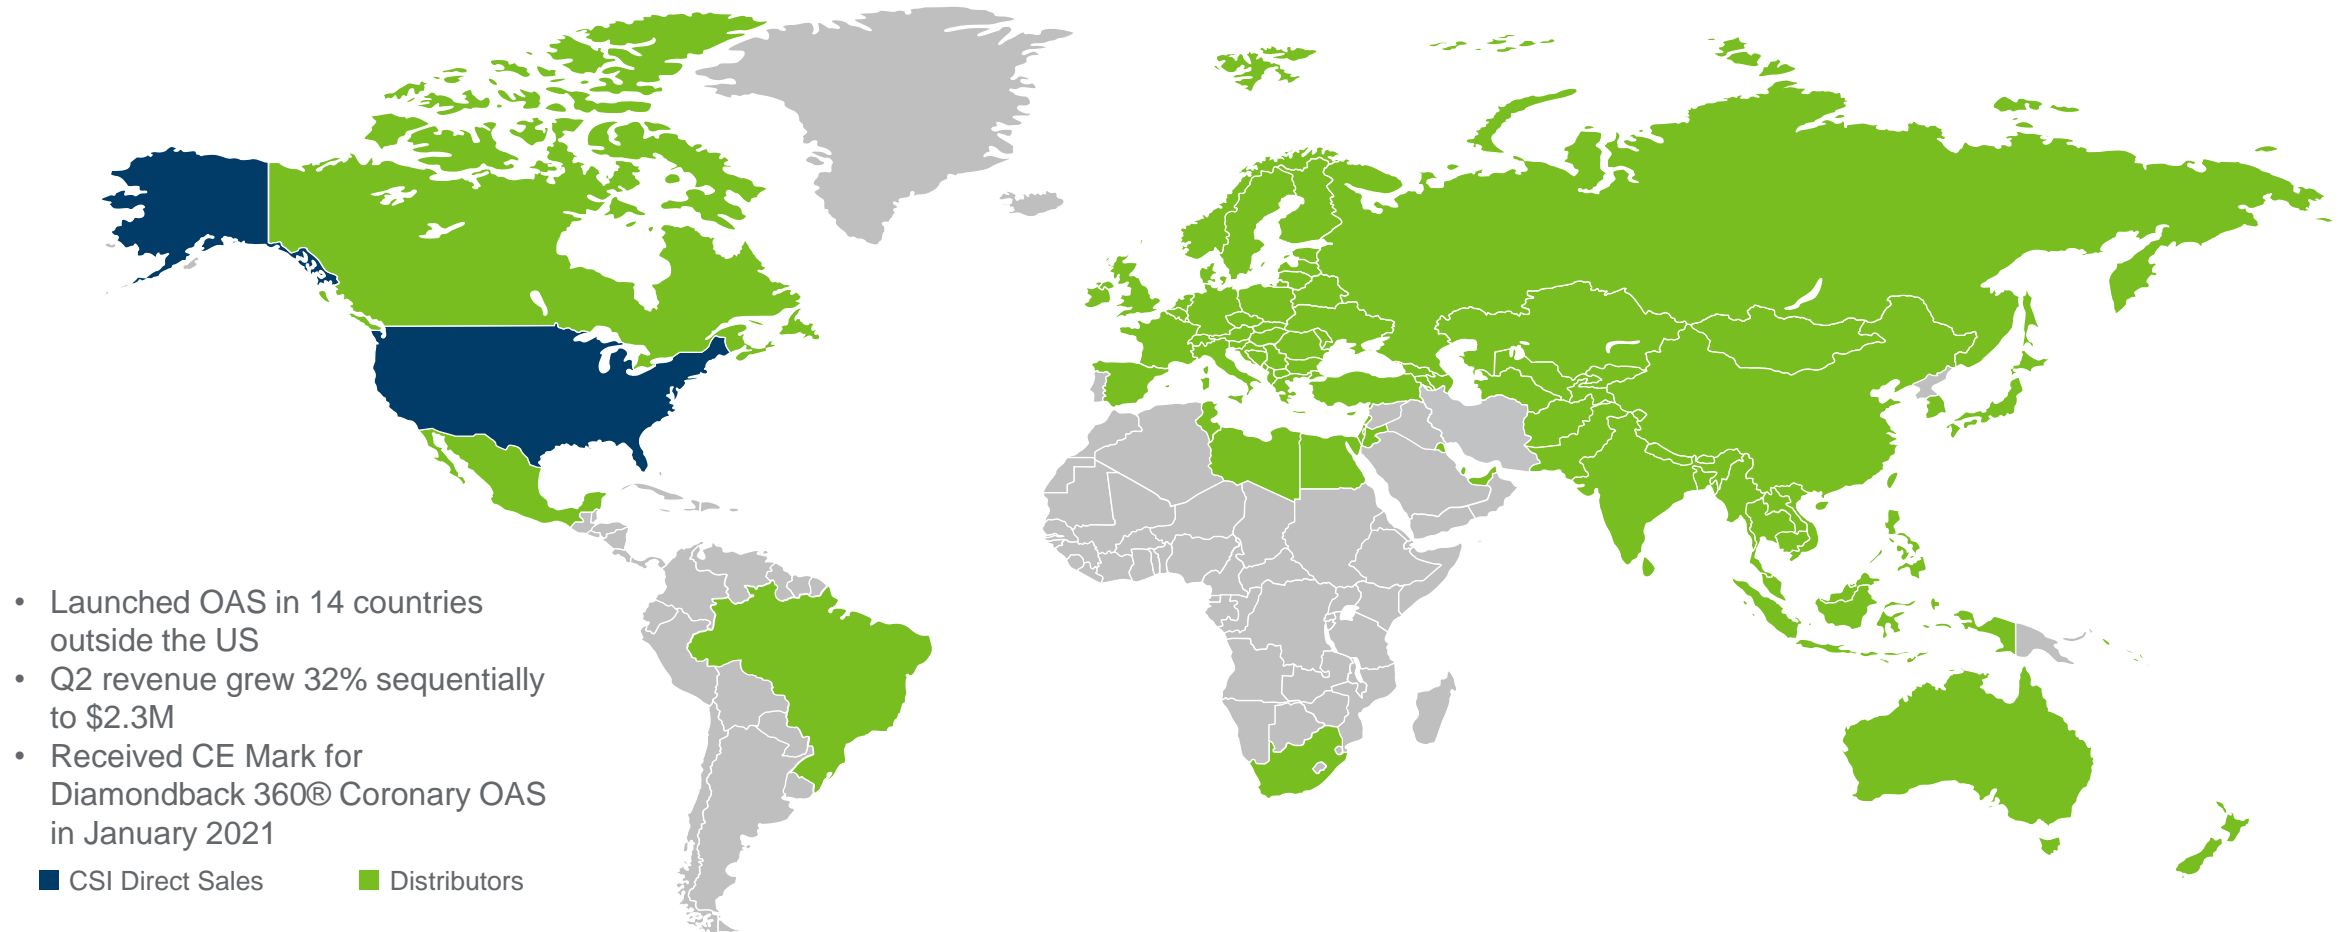 • Launched OAS in 14 countries
outside the US
• Q2 revenue grew 32% sequentially
to $2.3M
• Received CE Mark for
Diamondback 360® Coronary OAS
in January 2021
CSI Direct Sales
Distributors